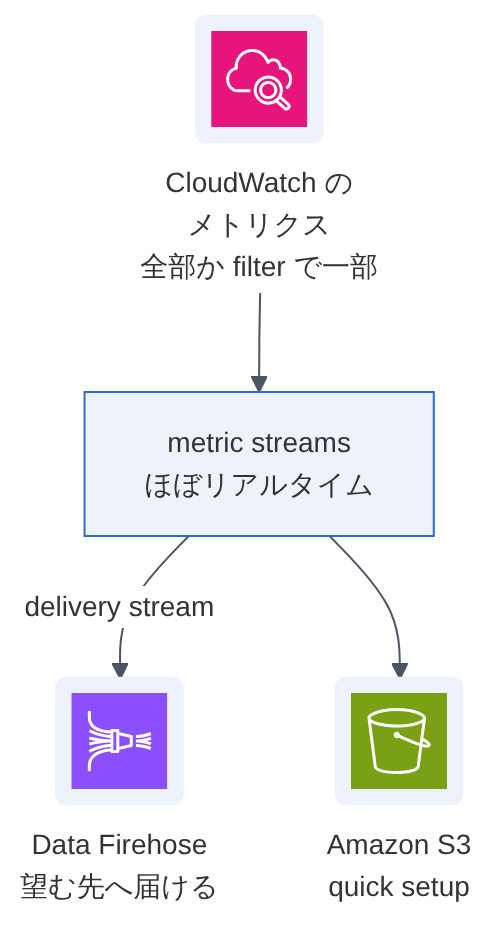 CloudWatch の
メトリクス
全部か filter で一部
metric streams
ほぼリアルタイム
delivery stream
Data Firehose
望む先へ届ける
Amazon S3
quick setup